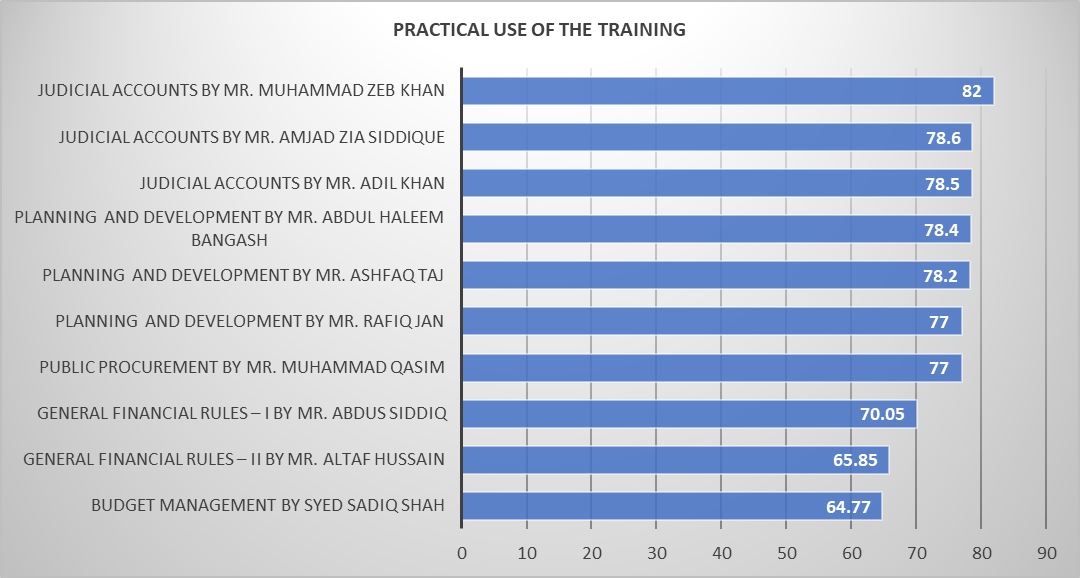 PRACTICAL USE OF THE TRAINING
JUDICIAL ACCOUNTS BY MR. MUHAMMAD ZEB KHAN
82
JUDICIAL ACCOUNTS BY MR. AMJAD ZIA SIDDIQUE
78.6
JUDICIAL ACCOUNTS BY MR. ADIL KHAN
78.5
PLANNING AND DEVELOPMENT BY MR. ABDUL HALEEM
BANGASH
78.4
PLANNING AND DEVELOPMENT BY MR. ASHFAQ TAJ
78.2
PLANNING AND DEVELOPMENT BY MR. RAFIQ JAN
77
PUBLIC PROCUREMENT BY MR. MUHAMMAD QASIM
77
GENERAL FINANCIAL RULES – I BY MR. ABDUS SIDDIQ
70.05
GENERAL FINANCIAL RULES – II BY MR. ALTAF HUSSAIN
65.85
BUDGET MANAGEMENT BY SYED SADIQ SHAH
64.77
0 10 20 30 40 50 60 70 80 90